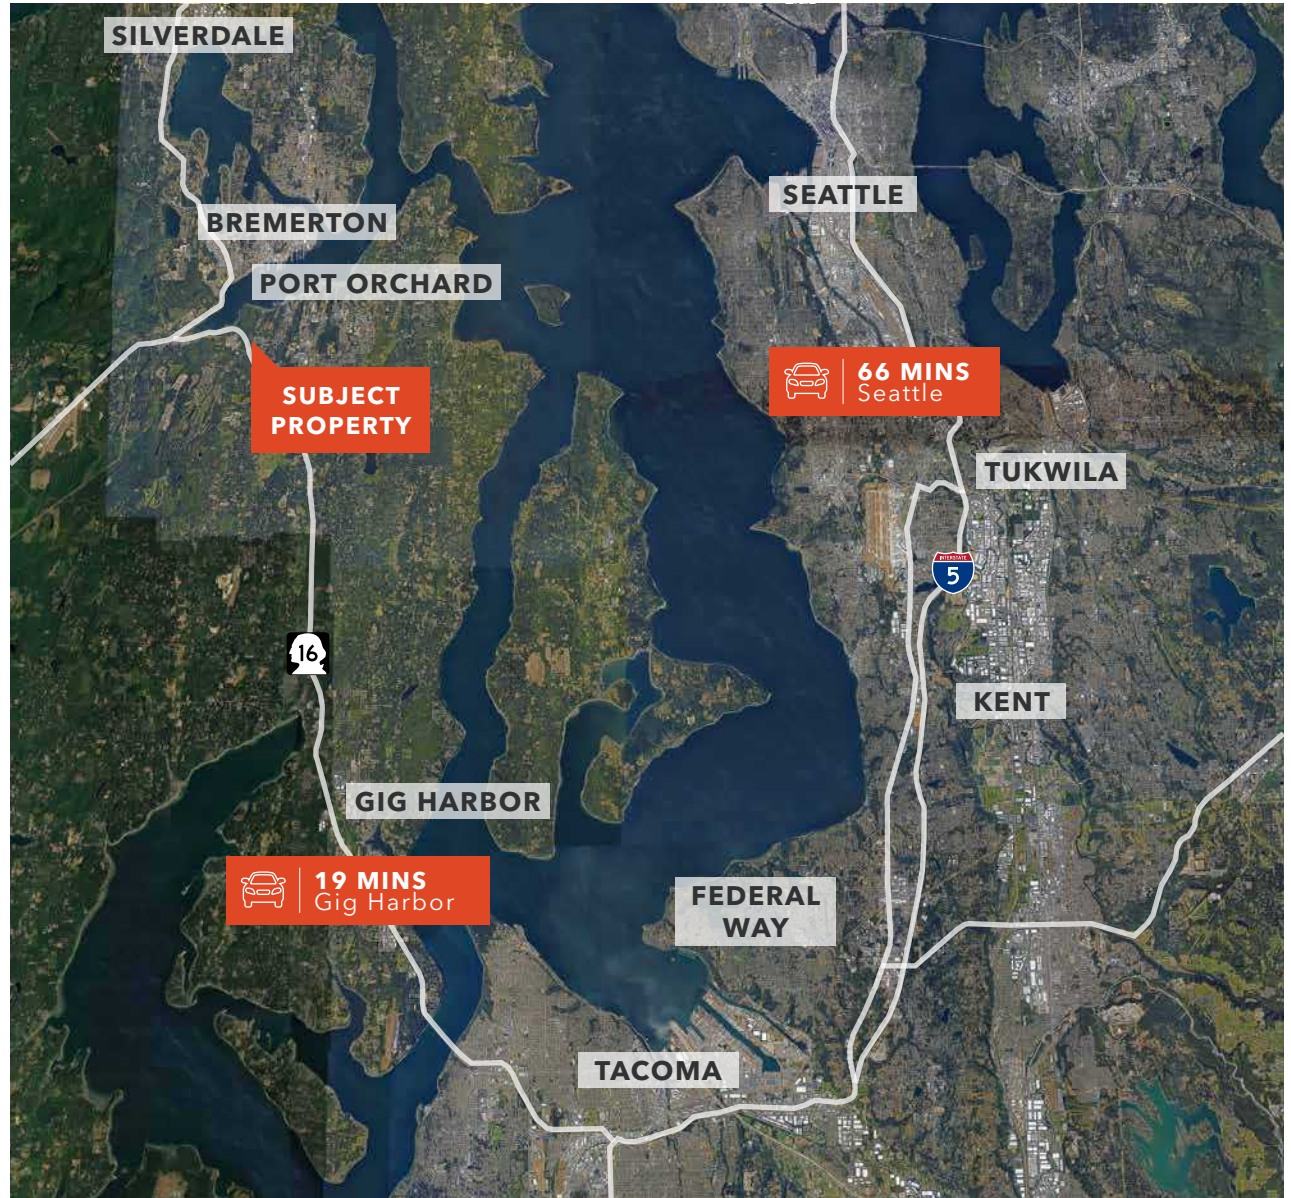 SILVERDALE
BREMERTON
SEATTLE
PORT ORCHARD
SUBJECT
PROPERTY
66 MINS
Seattle
TUKWILA
INTERSTATE
5
16
KENT
GIG HARBOR
19 MINS
Gig Harbor
FEDERAL
WAY
TACOMA